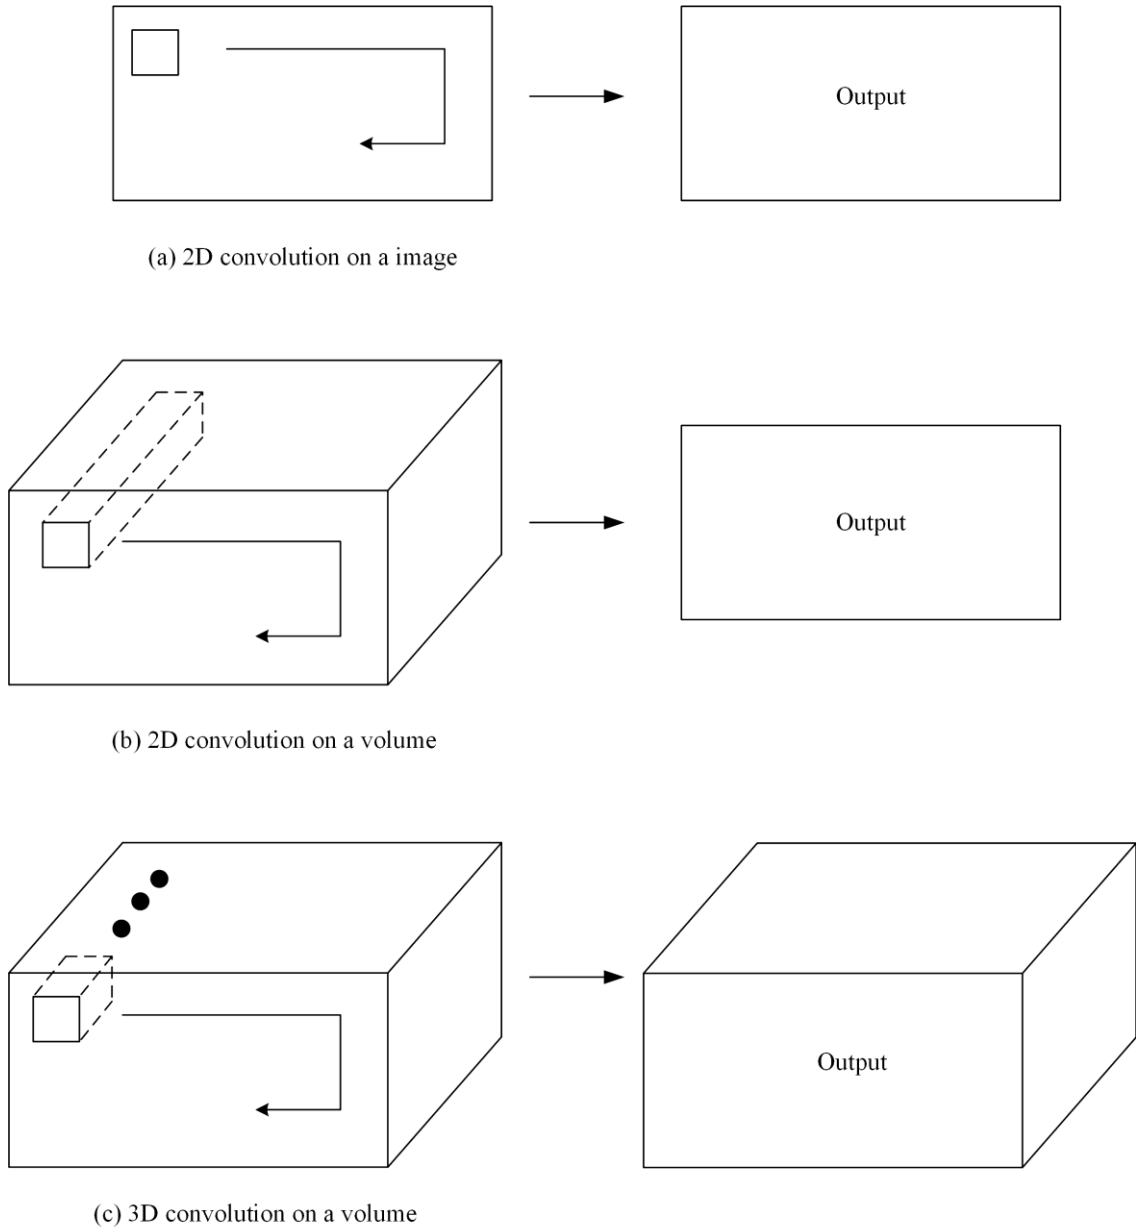 Output
(a) 2D convolution on a image
Output
(b) 2D convolution on a volume
Output
(c) 3D convolution on a volume